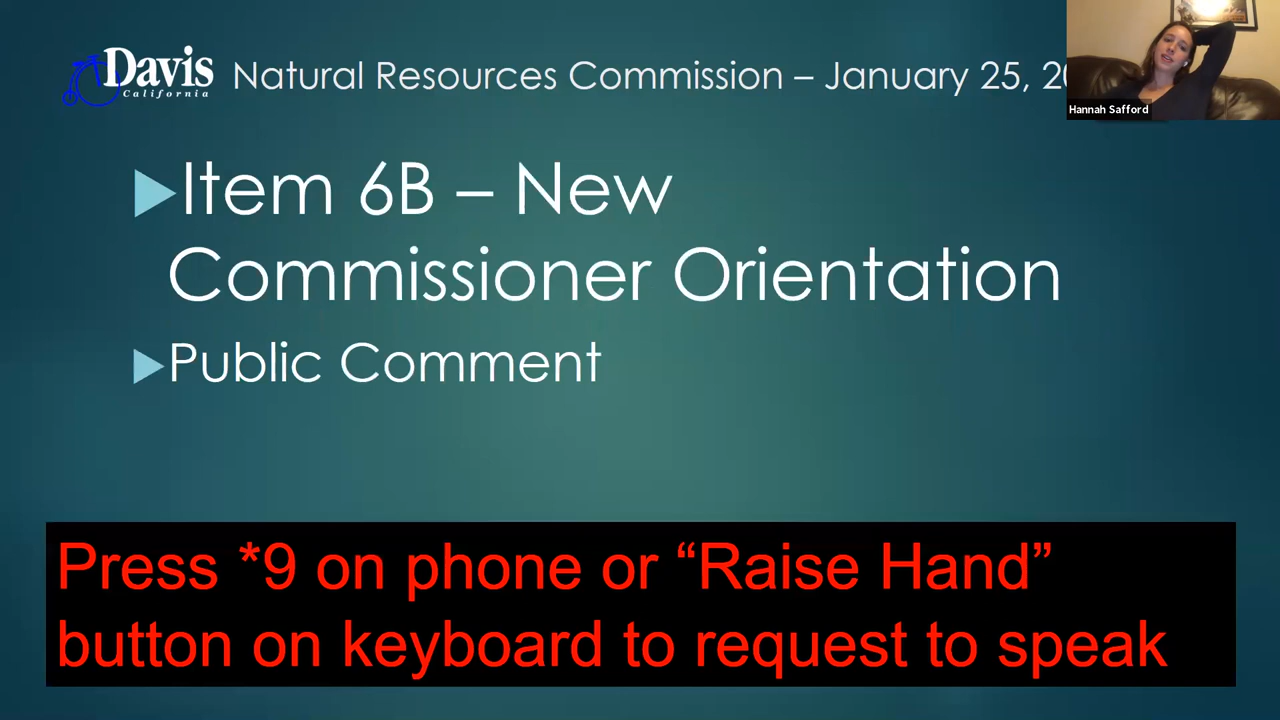 Davis
California
Natural Resources Commission – January 25, 20
Hannah Safford
Item 6B – New
Commissioner Orientation
Public Comment
Press *9 on phone or “Raise Hand”
button on keyboard to request to speak